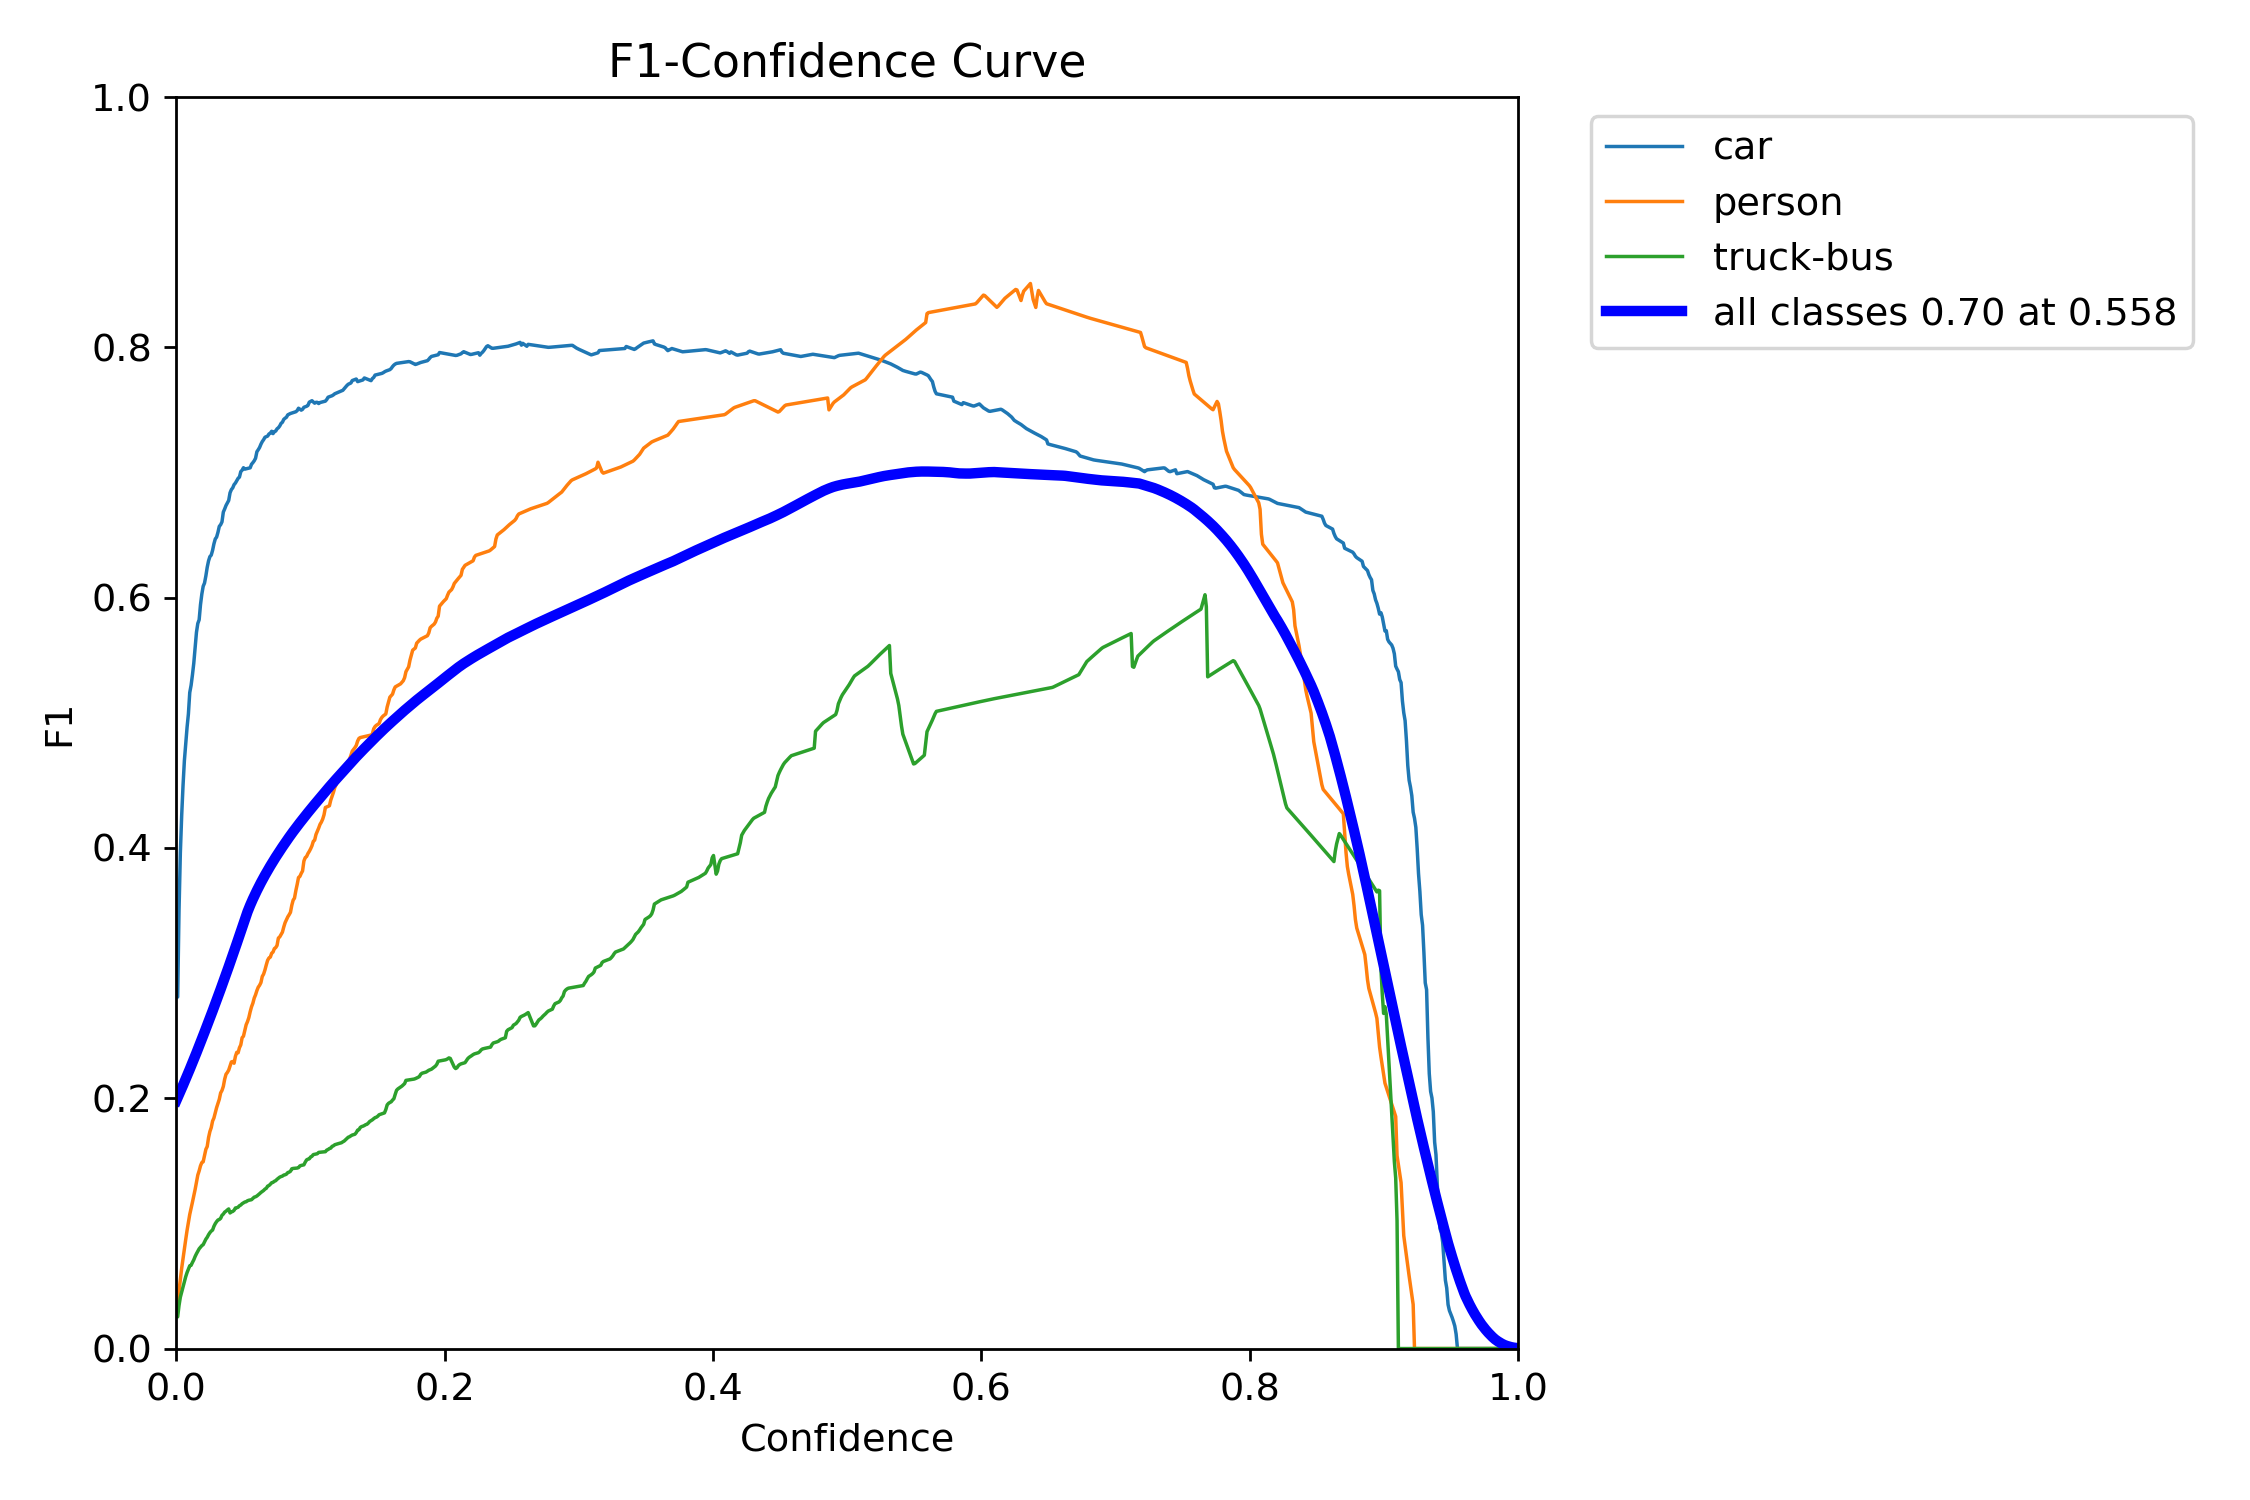 F1-Confidence Curve
1.0
0.8
0.6
0.4
0.2
0.0
F1
0.0 0.2 0.4 0.6 0.8 1.0
Confidence
car
person
truck-bus
all classes 0.70 at 0.558